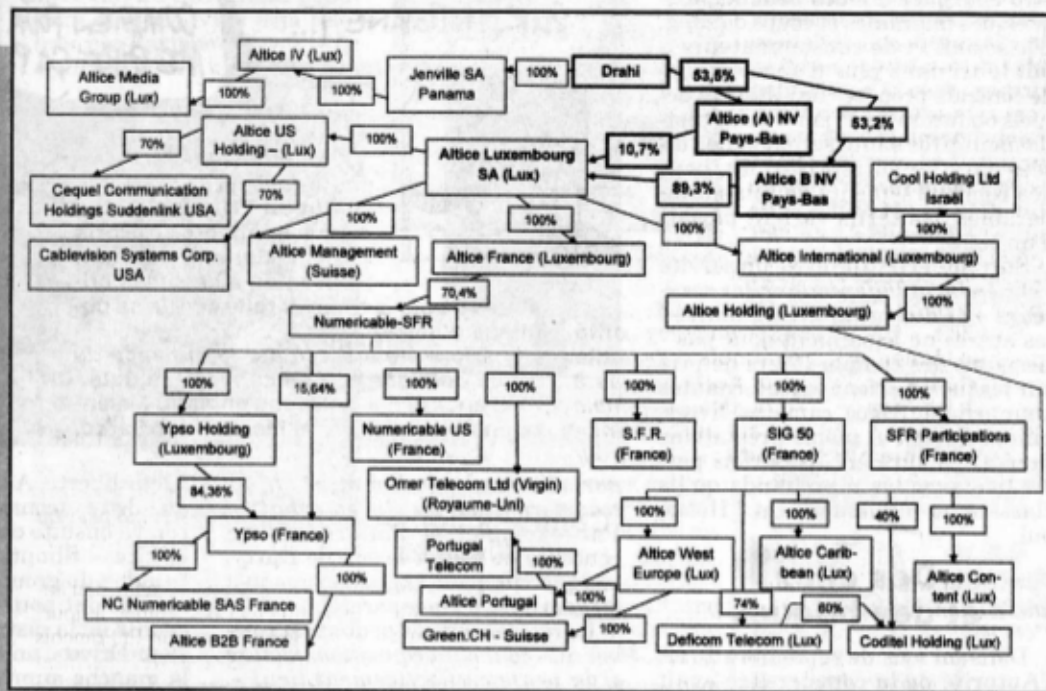 Altice IV (Lux)
Jenville SA
Panama
100%
Drahl
53,5%
Altice Media
Group (Lux)
100%
100%
Altice (A) NV
Pays-Bas
53,2%
70%
Altice US
Holding – (Lux)
100%
Altice Luxembourg
SA (Lux)
10,7%
89,3%
Altice B NV
Pays-Bas
Cool Holding Ltd
Israël
Cequel Communication
Holdings Suddenlink USA
70%
100%
100%
100%
100%
Cablevision Systems Corp.
USA
Altice Management
(Suisse)
Altice France (Luxembourg)
Altice International (Luxembourg)
70,4%
Numericable-SFR
Altice Holding (Luxembourg)
100%
100%
15,64%
100%
100%
100%
100%
100%
Ypso Holding
(Luxembourg)
Numericable US
(France)
S.F.R.
(France)
SIG 50
(France)
SFR Participations
(France)
84,36%
Omer Telecom Ltd (Virgin)
(Royaume-Uni)
100%
100%
40%
100%
Ypso (France)
100%
100%
Portugal
Telecom
Altice West
Europe (Lux)
Altice Carib-
bean (Lux)
Altice Con-
tent (Lux)
NC Numericable SAS France
Altice Portugal
100%
74%
60%
Altice B2B France
Green.CH - Suisse
100%
Deficom Telecom (Lux)
Coditel Holding (Lux)